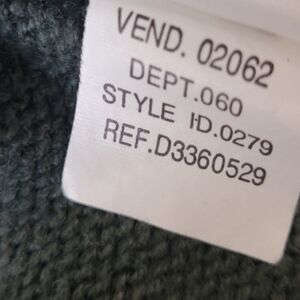 VEND. 02062
DEPT.060
STYLE ID.0279
REF.D3360529